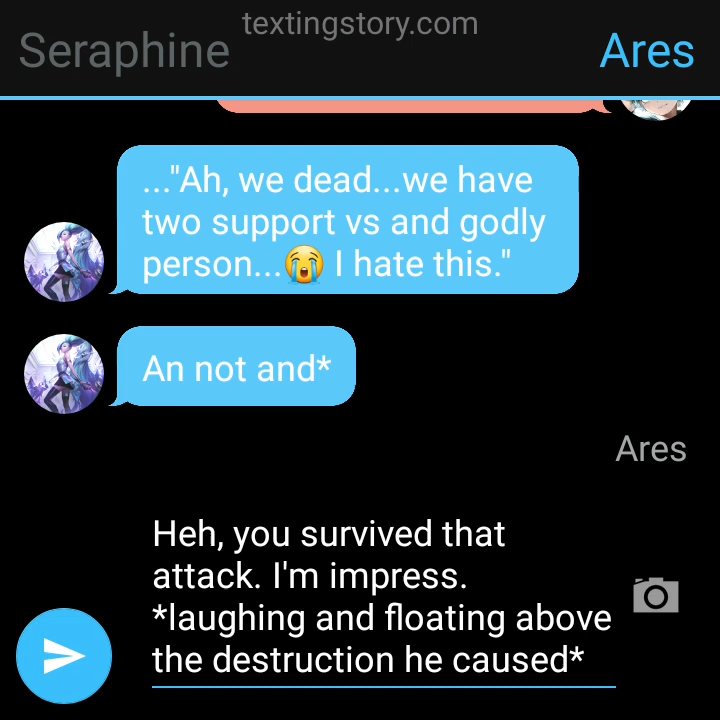 textingstory.com
Seraphine
Ares
..."Ah, we dead...we have
two support vs and godly
person...😭 I hate this."
An not and*
Ares
Heh, you survived that
attack. I'm impress.
*laughing and floating above
the destruction he caused*